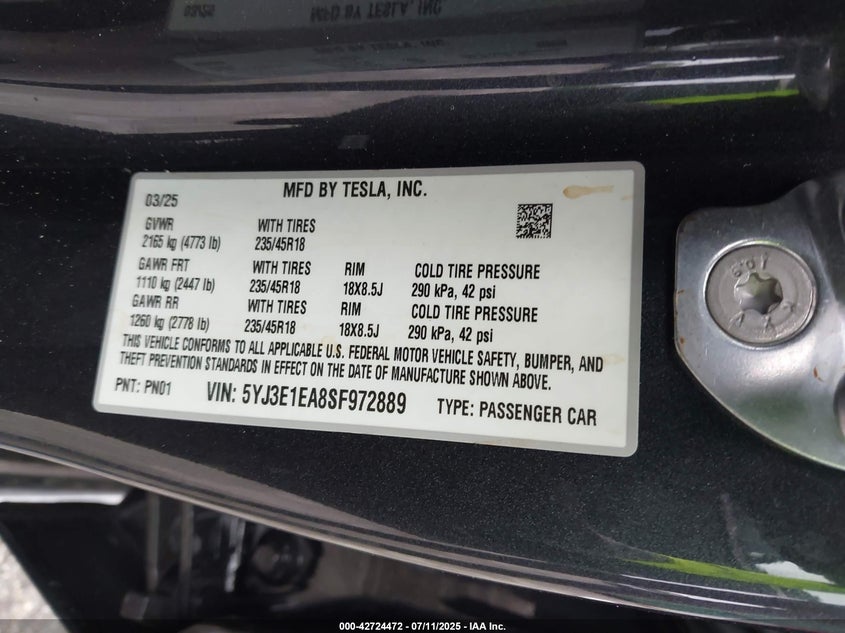 03/25
MFD BY TESLA, INC.
GVWR WITH TIRES
2165 kg (4773 lb) 235/45R18
GAWR FRT WITH TIRES RIM COLD TIRE PRESSURE
1110 kg (2447 lb) 235/45R18 18X8.5J 290 kPa, 42 psi
GAWR RR WITH TIRES RIM COLD TIRE PRESSURE
1260 kg (2778 lb) 235/45R18 18X8.5J 290 kPa, 42 psi
THIS VEHICLE CONFORMS TO ALL APPLICABLE U.S. FEDERAL MOTOR VEHICLE SAFETY, BUMPER, AND
THEFT PREVENTION STANDARDS IN EFFECT ON THE DATE OF MANUFACTURE SHOWN ABOVE.
PNT: PN01 VIN: 5YJ3E1EA8SF972889 TYPE: PASSENGER CAR
000-42724472 - 07/11/2025 - IAA Inc.